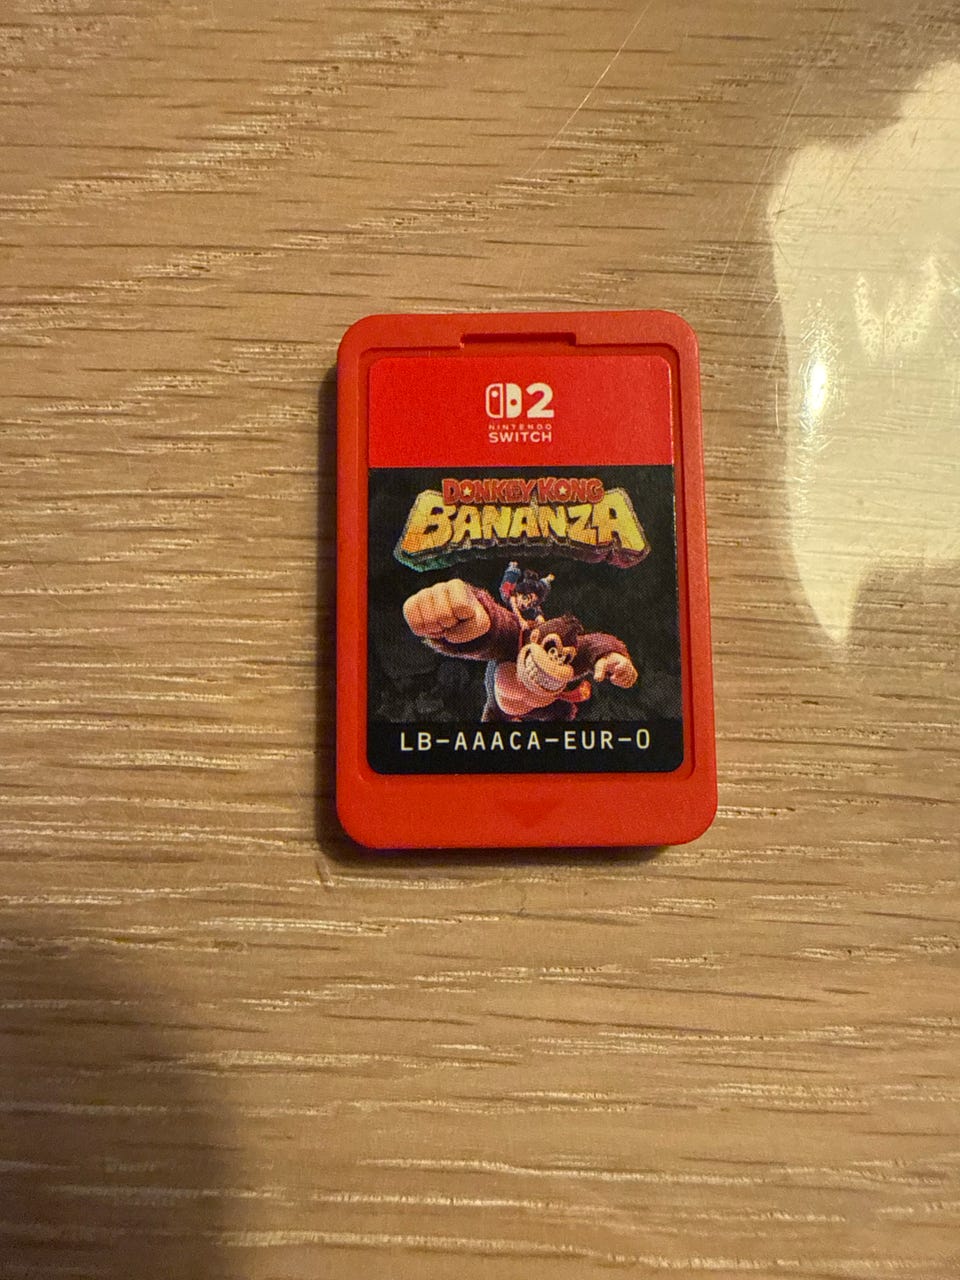 2
NINTENDO
SWITCH
DONKEY KONG
BANANZA
LB-AAACA-EUR-0